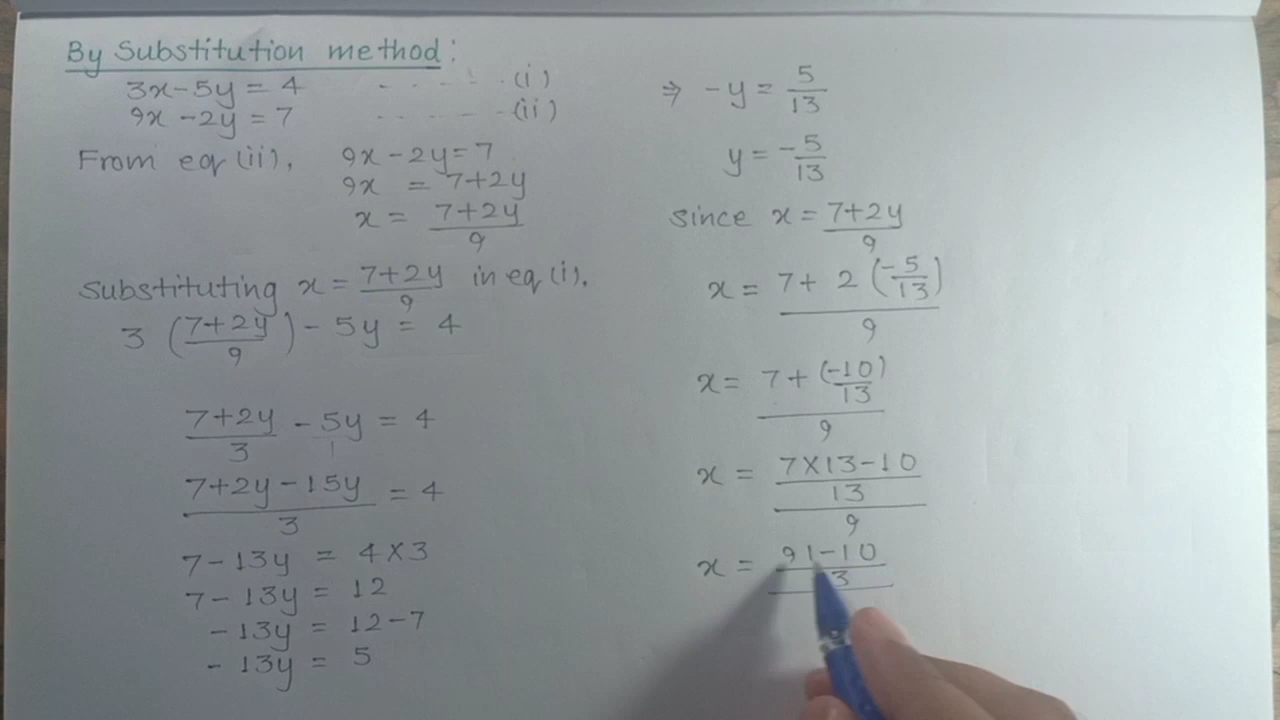 By Substitution method:
3x-5y = 4 ........ (i)
9x - 2y = 7 ........ (ii)
From eq (ii), 9x - 2y = 7
9x = 7+2y
x = 7+2y
9
Substituting x = 7+2y in eq (i).
9
3 (7+2y) - 5y = 4
9
7+2y - 5y = 4
3 1
7+2y-15y = 4
3
7-13y = 4×3
7-13y = 12
-13y = 12-7
-13y = 5
⇒ -y = 5
13
y = -5
13
since x = 7+2y
9
x = 7+ 2 (-5)
13
9
x = 7+ (-10)
13
9
x = 7×13-10
13
9
x = 91-10
3